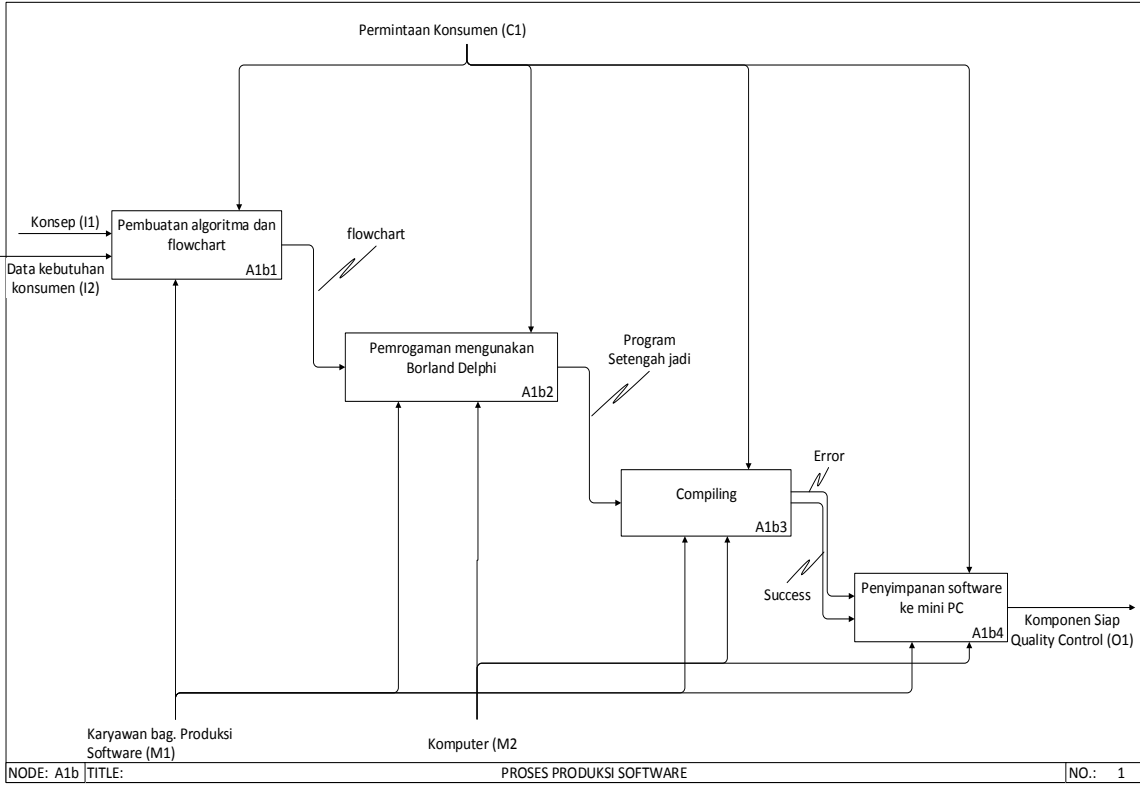 Permintaan Konsumen (C1)
Konsep (I1)
Pembuatan algoritma dan
flowchart
A1b1
Data kebutuhan
konsumen (I2)
flowchart
Pemrogaman mengunakan
Borland Delphi
A1b2
Program
Setengah jadi
Compiling
A1b3
Error
Success
Penyimpanan software
ke mini PC
A1b4
Komponen Siap
Quality Control (O1)
Karyawan bag. Produksi
Software (M1)
Komputer (M2
NODE: A1b TITLE: PROSES PRODUKSI SOFTWARE NO.: 1